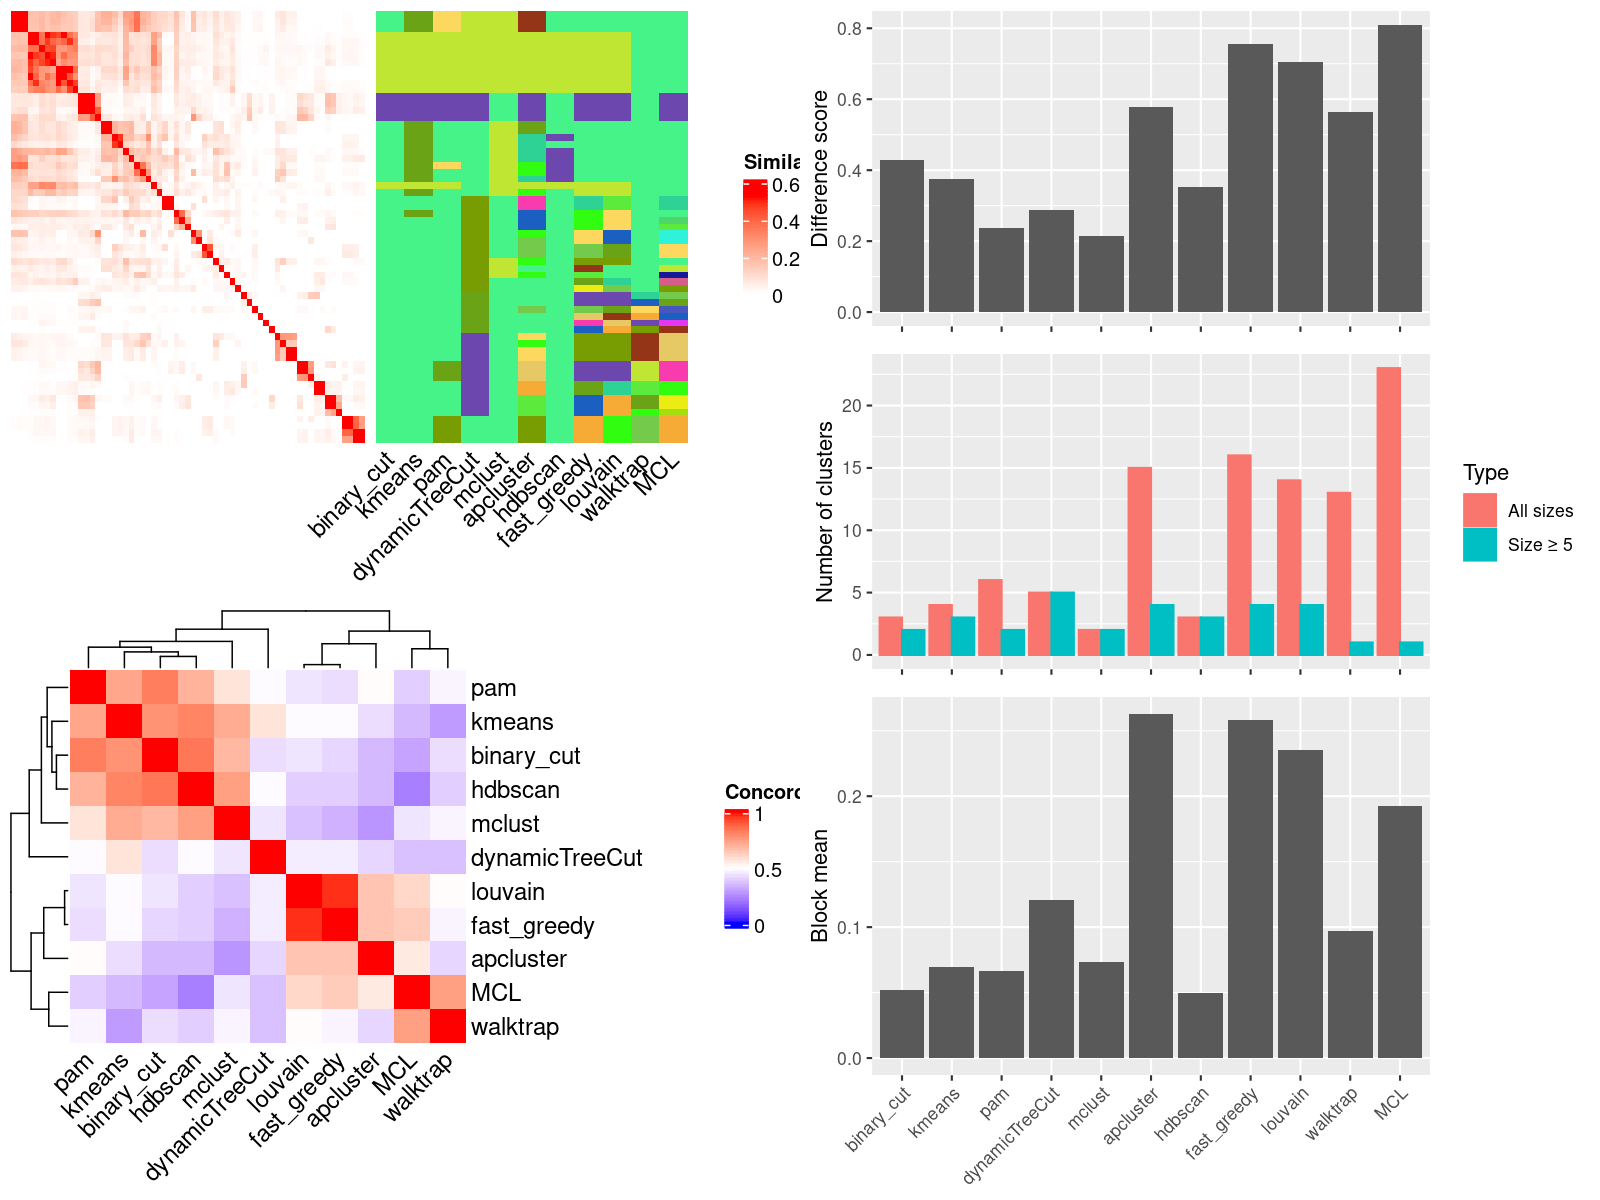 Simila
0.6
0.4
0.2
0
binary_cut
kmeans
pam
dynamicTreeCut
mclust
apcluster
hdbscan
fast_greedy
louvain
walktrap
MCL
Difference score
0.8
0.6
0.4
0.2
0.0
Number of clusters
20
15
10
5
0
Type
All sizes
Size ≥ 5
pam
kmeans
binary_cut
hdbscan
mclust
dynamicTreeCut
louvain
fast_greedy
apcluster
MCL
walktrap
pam
kmeans
binary_cut
hdbscan
mclust
dynamicTreeCut
louvain
fast_greedy
apcluster
MCL
walktrap
Concord
1
0.5
0
Block mean
0.2
0.1
0.0
binary_cut
kmeans
pam
dynamicTreeCut
mclust
apcluster
hdbscan
fast_greedy
louvain
walktrap
MCL